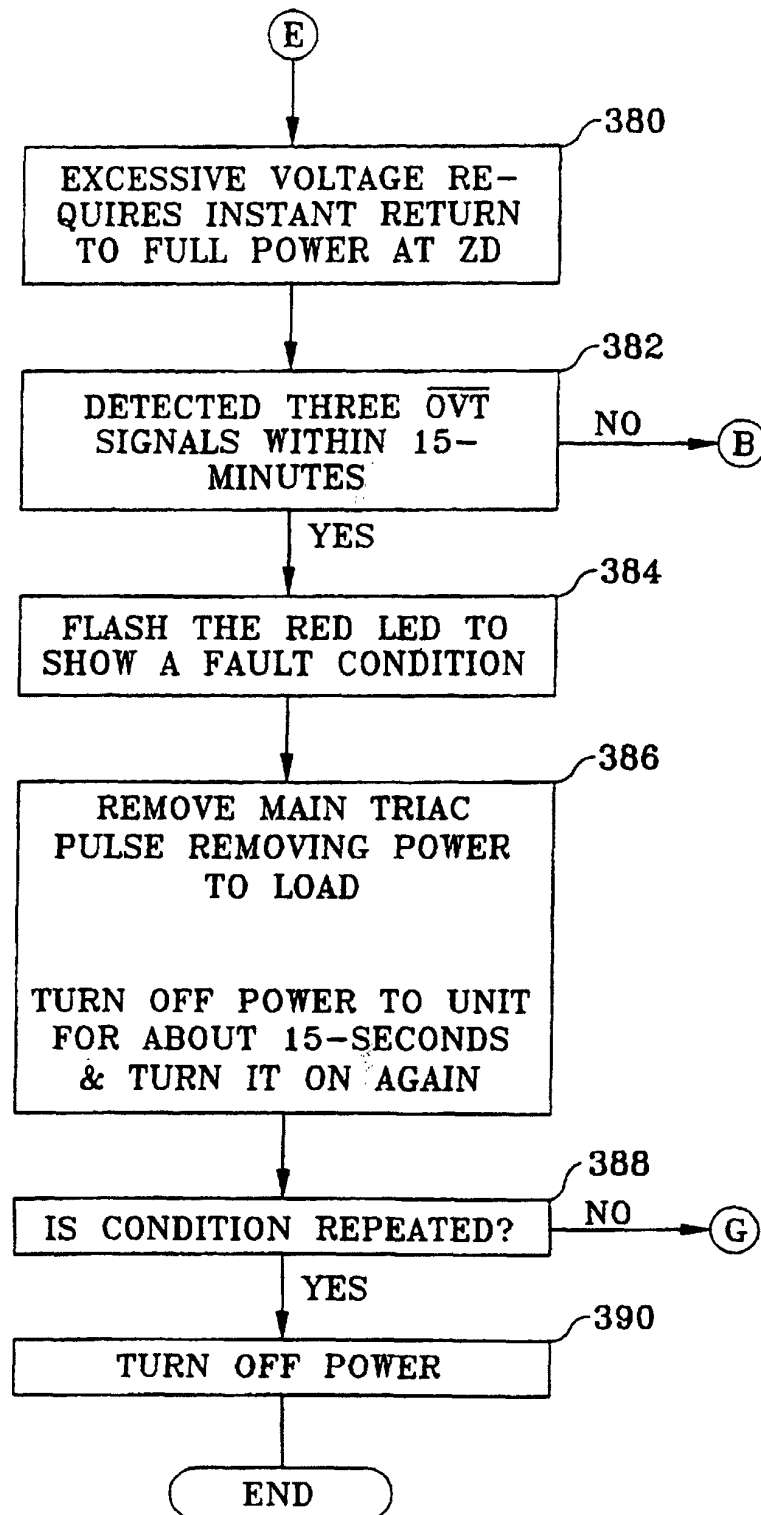 E
380
EXCESSIVE VOLTAGE RE-
QUIRES INSTANT RETURN
TO FULL POWER AT ZD
382
DETECTED THREE O̅V̅T̅
SIGNALS WITHIN 15-
MINUTES
NO
B
YES
384
FLASH THE RED LED TO
SHOW A FAULT CONDITION
386
REMOVE MAIN TRIAC
PULSE REMOVING POWER
TO LOAD
TURN OFF POWER TO UNIT
FOR ABOUT 15-SECONDS
& TURN IT ON AGAIN
388
IS CONDITION REPEATED?
NO
G
YES
390
TURN OFF POWER
END